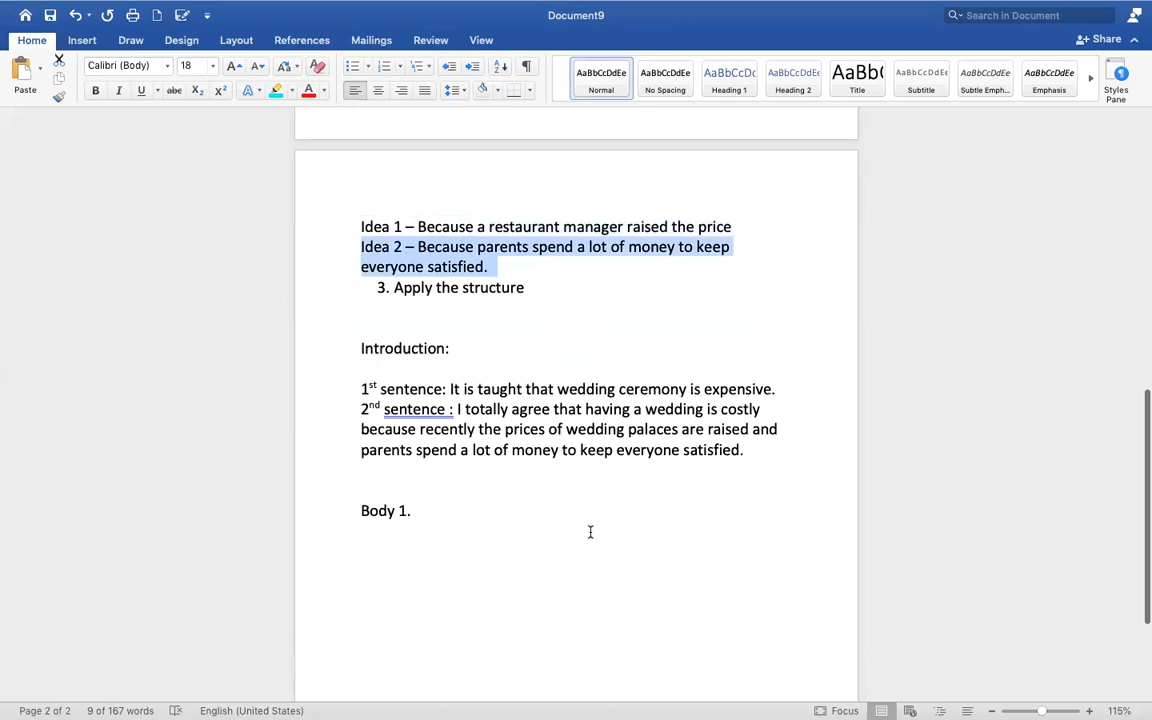 Document9
Search in Document
Home Insert Draw Design Layout References Mailings Review View
Share
Paste
Calibri (Body) 18
AaBbCcDdEe AaBbCcDdEe AaBbCcDc AaBbCcDdEe AaBb( AaBbCcDdEe AaBbCcDdEe AaBbCcDdEe
Normal No Spacing Heading 1 Heading 2 Title Subtitle Subtle Emph... Emphasis
Styles
Pane
Idea 1 – Because a restaurant manager raised the price
Idea 2 – Because parents spend a lot of money to keep
everyone satisfied.
3. Apply the structure
Introduction:
1st sentence: It is taught that wedding ceremony is expensive.
2nd sentence : I totally agree that having a wedding is costly
because recently the prices of wedding palaces are raised and
parents spend a lot of money to keep everyone satisfied.
Body 1.
Page 2 of 2 9 of 167 words English (United States) Focus 115%